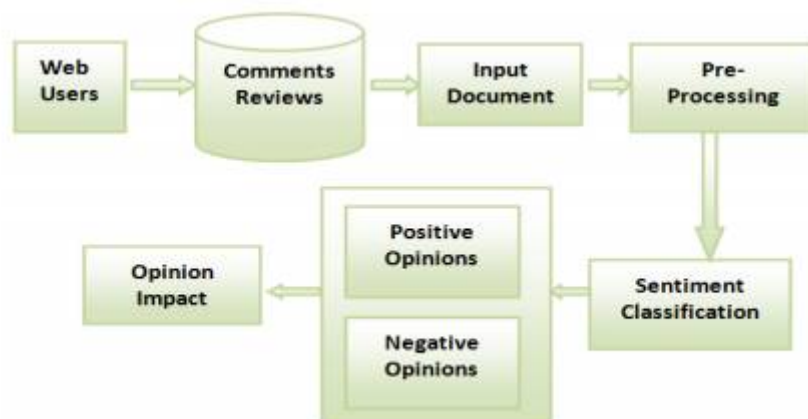 Web
Users
Comments
Reviews
Input
Document
Pre-
Processing
Sentiment
Classification
Positive
Opinions
Negative
Opinions
Opinion
Impact